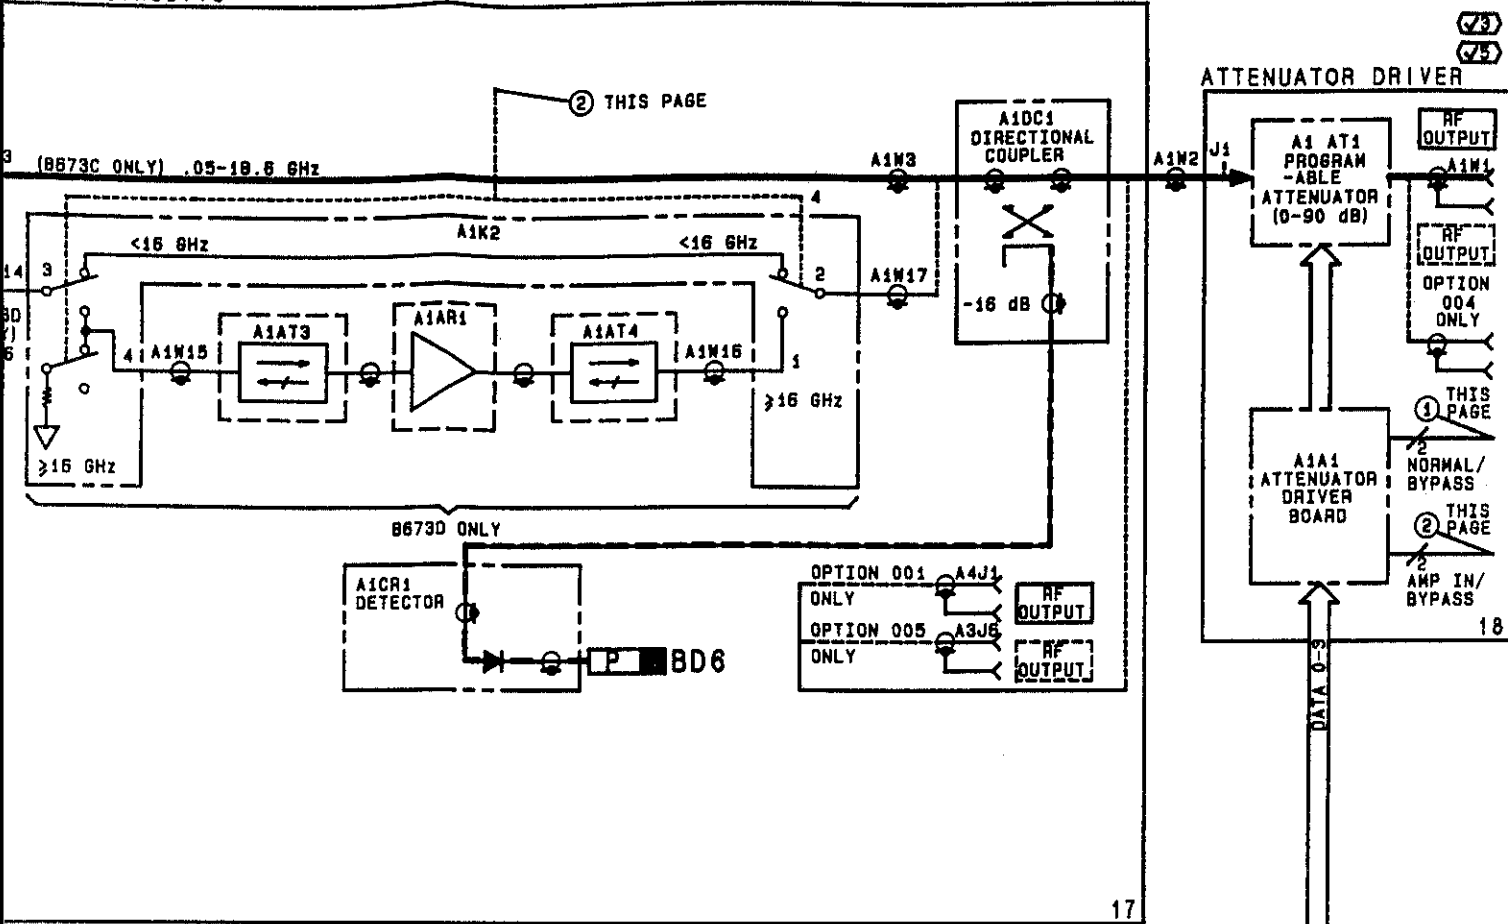 √3
√5
ATTENUATOR DRIVER
② THIS PAGE
3
(8673C ONLY) .05-18.6 GHz
A1W3
A1DC1
DIRECTIONAL
COUPLER
A1W2
J1
A1 AT1
PROGRAM
-ABLE
ATTENUATOR
(0-90 dB)
RF
OUTPUT
A1W1
RF
OUTPUT
OPTION
004
ONLY
4
A1K2
<16 GHz
<16 GHz
14
3
2
A1W17
-16 dB
6
4
A1W15
A1AT3
A1AR1
A1AT4
A1W16
1
≥16 GHz
≥16 GHz
8673D ONLY
① THIS
PAGE
2
NORMAL/
BYPASS
A1A1
ATTENUATOR
DRIVER
BOARD
② THIS
PAGE
2
AMP IN/
BYPASS
18
A1CR1
DETECTOR
P
BD6
OPTION 001
ONLY
A4J1
RF
OUTPUT
OPTION 005
ONLY
A3J6
RF
OUTPUT
DATA 0-3
17